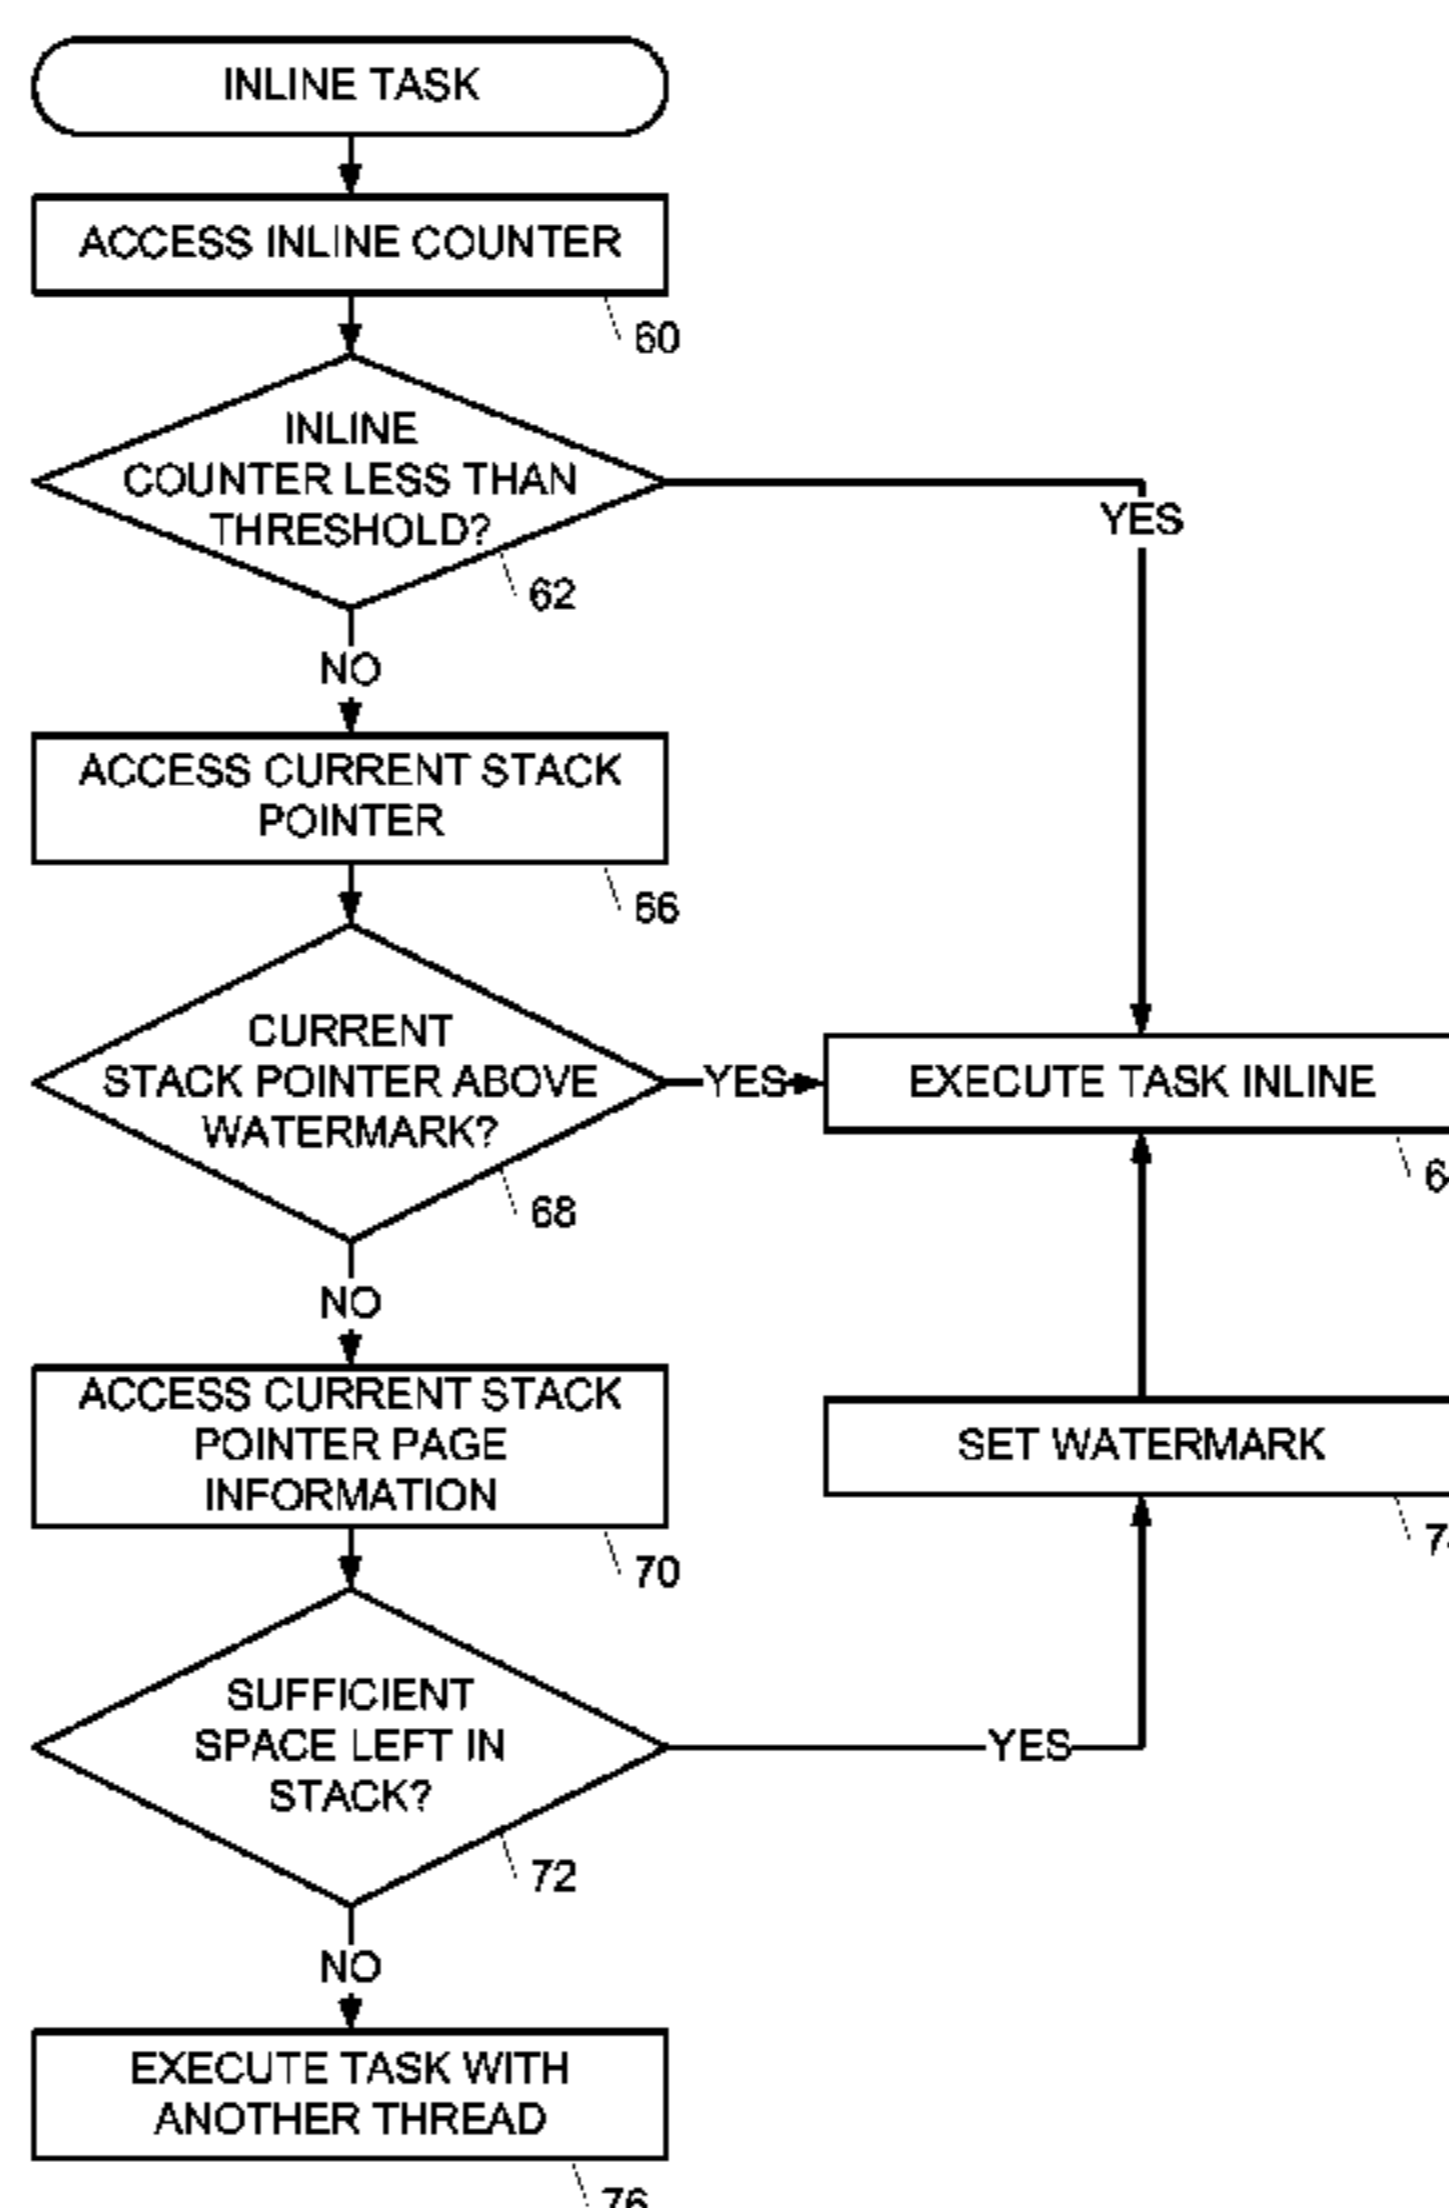 INLINE TASK
ACCESS INLINE COUNTER
60
INLINE
COUNTER LESS THAN
THRESHOLD?
62
YES
NO
ACCESS CURRENT STACK
POINTER
66
CURRENT
STACK POINTER ABOVE
WATERMARK?
68
YES
EXECUTE TASK INLINE
NO
ACCESS CURRENT STACK
POINTER PAGE
INFORMATION
70
SET WATERMARK
SUFFICIENT
SPACE LEFT IN
STACK?
72
YES
NO
EXECUTE TASK WITH
ANOTHER THREAD
76